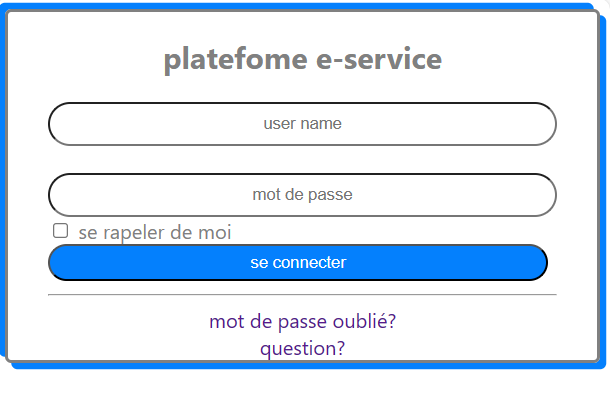 platefome e-service
user name
mot de passe
se rapeler de moi
se connecter
mot de passe oublié?
question?